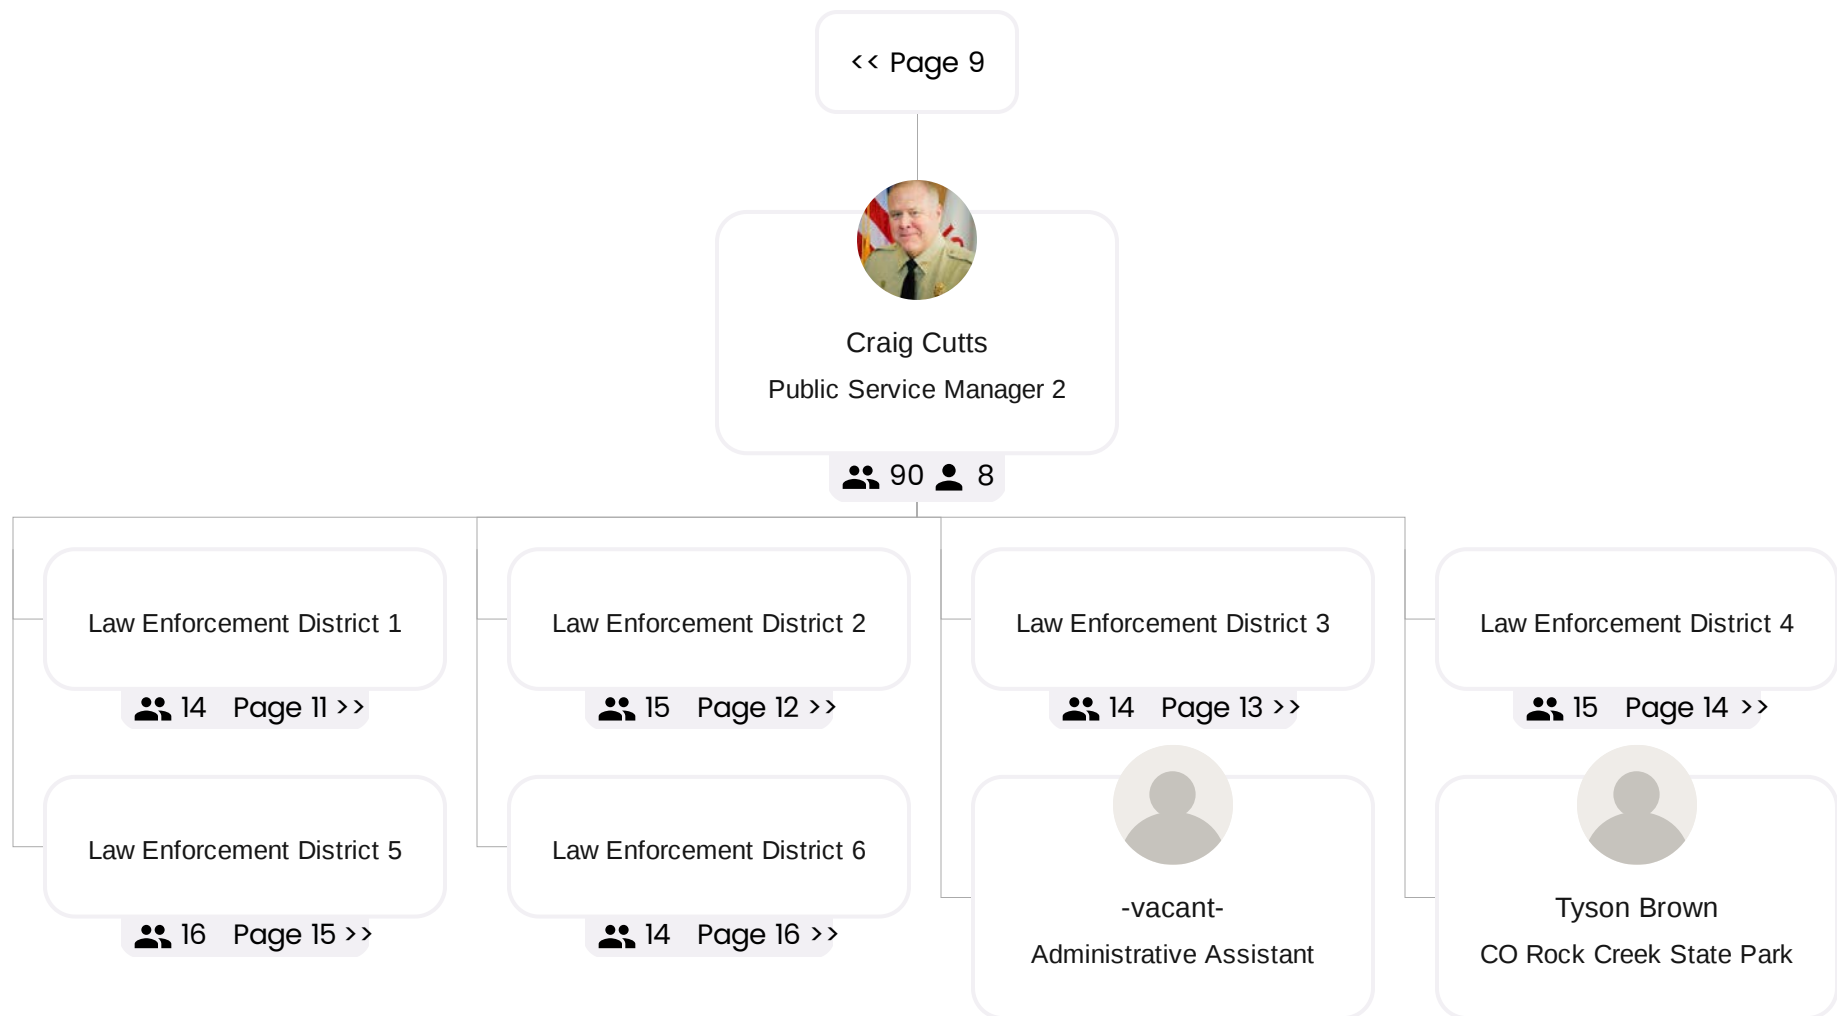 << Page 9
Craig Cutts
Public Service Manager 2
90 8
Law Enforcement District 1
14 Page 11 >>
Law Enforcement District 2
15 Page 12 >>
Law Enforcement District 3
14 Page 13 >>
Law Enforcement District 4
15 Page 14 >>
Law Enforcement District 5
16 Page 15 >>
Law Enforcement District 6
14 Page 16 >>
-vacant-
Administrative Assistant
Tyson Brown
CO Rock Creek State Park